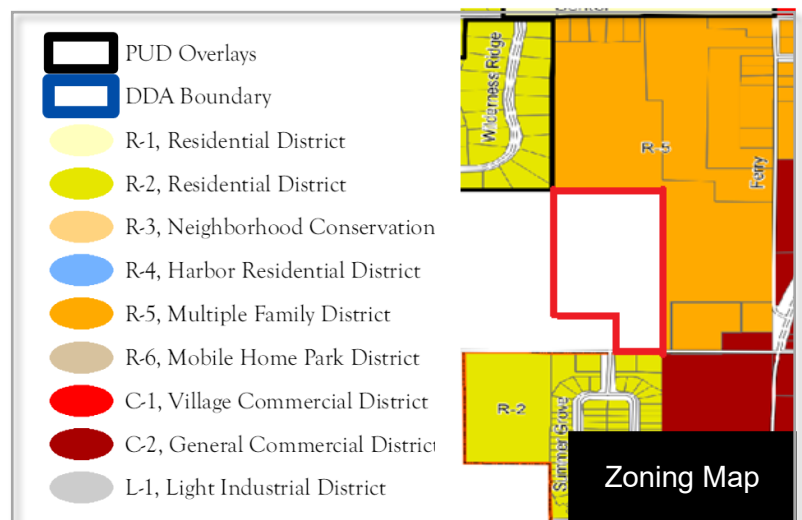 PUD Overlays
DDA Boundary
R-1, Residential District
R-2, Residential District
R-3, Neighborhood Conservation
R-4, Harbor Residential District
R-5, Multiple Family District
R-6, Mobile Home Park District
C-1, Village Commercial District
C-2, General Commercial District
L-1, Light Industrial District
Wilderness Ridge
R-5
Ferry
R-2
Summer Grove
Zoning Map